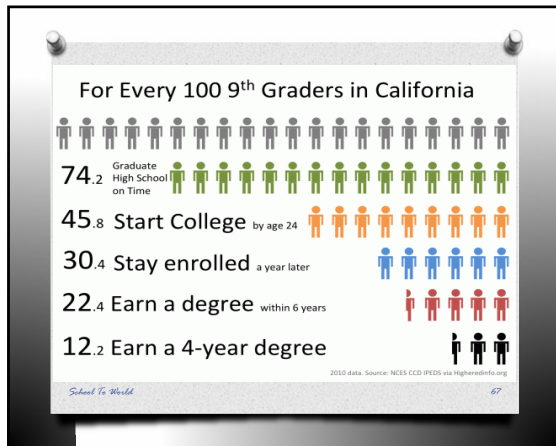 For Every 100 9th Graders in California
74.2 Graduate
High School
on Time
45.8 Start College by age 24
30.4 Stay enrolled a year later
22.4 Earn a degree within 6 years
12.2 Earn a 4-year degree
2010 data. Source: NCES CCD IPEDS via Higheredinfo.org
School To World
67